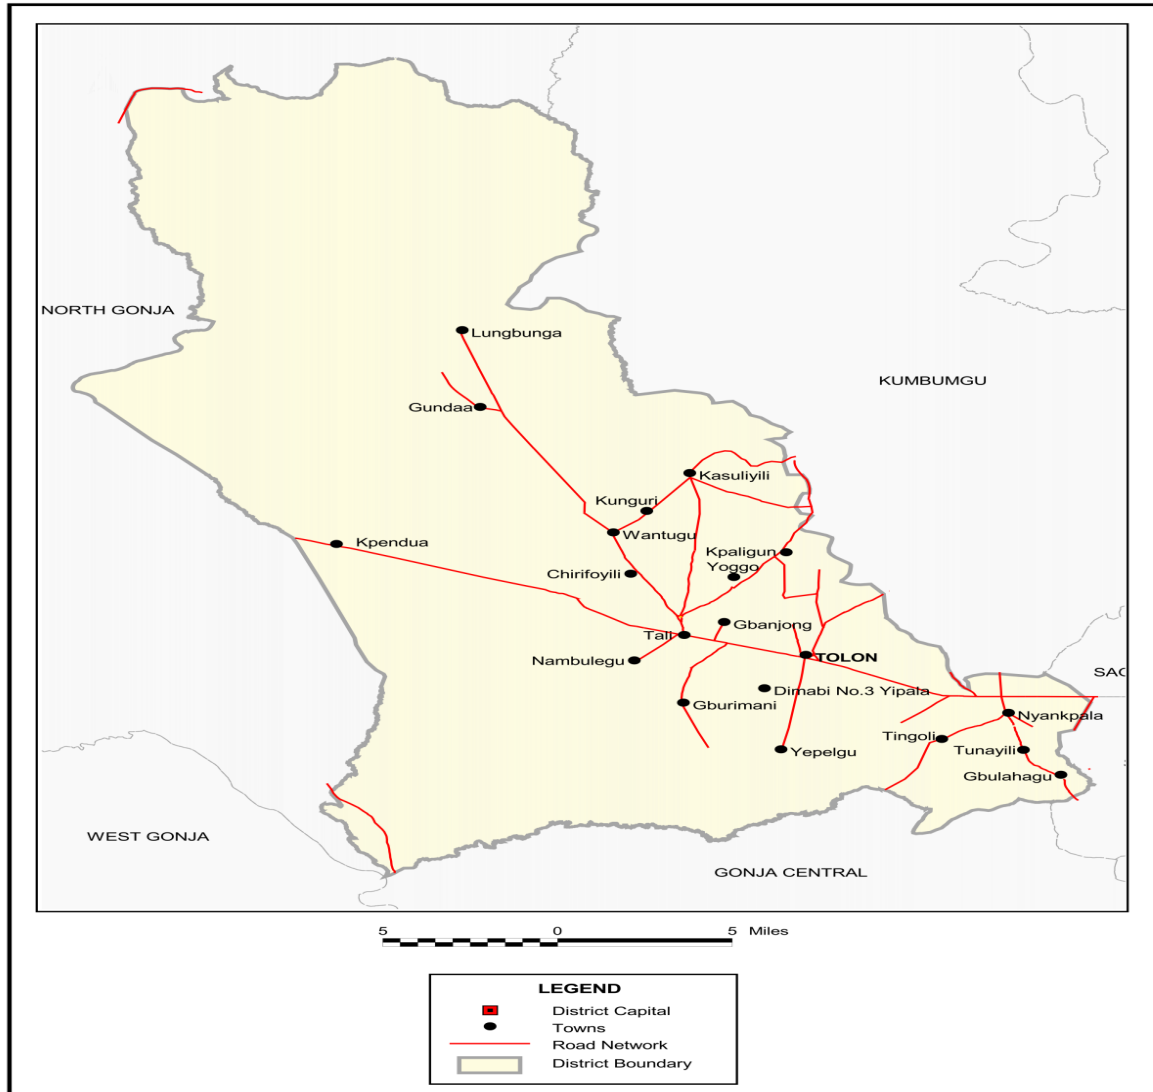 NORTH GONJA
Lungbunga
KUMBUMGU
Gundaa
Kasuliyili
Kunguri
Wantugu
Kpendua
Kpaligun
Yoggo
Chirifoyili
Gbanjong
Tali
TOLON
Nambulegu
SAG
Dimabi No.3 Yipala
Gburimani
Nyankpala
Tingoli
Yepelgu
Tunayili
Gbulahagu
WEST GONJA
GONJA CENTRAL
5 0 5 Miles
LEGEND
District Capital
Towns
Road Network
District Boundary